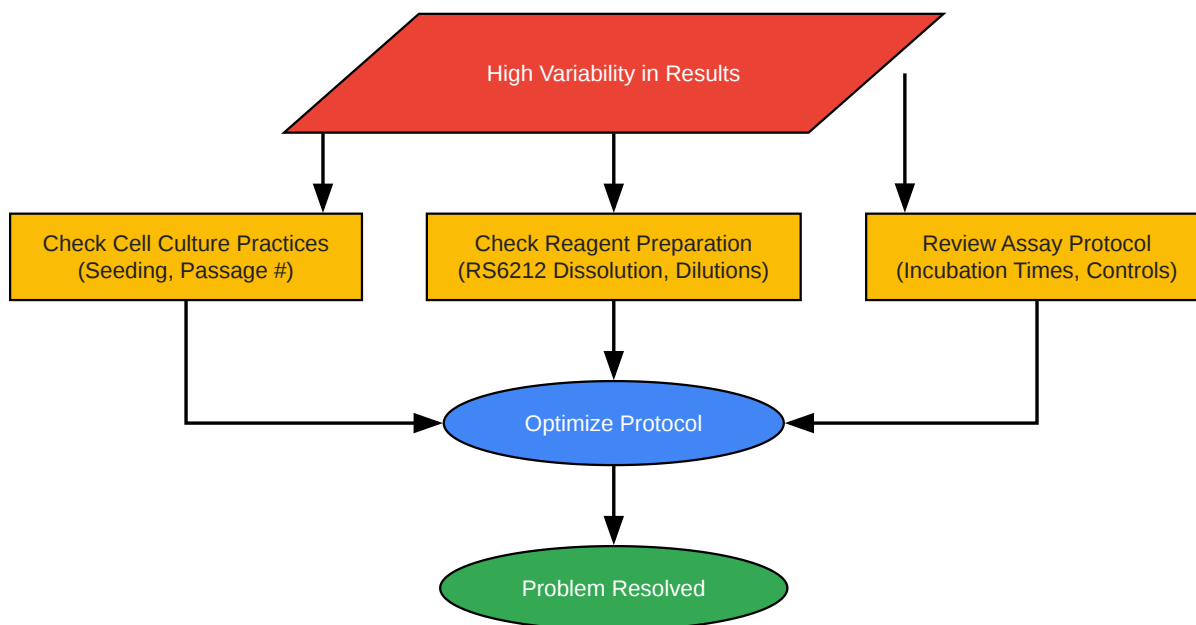 High Variability in Results
Check Cell Culture Practices
(Seeding, Passage #)
Check Reagent Preparation
(RS6212 Dissolution, Dilutions)
Review Assay Protocol
(Incubation Times, Controls)
Optimize Protocol
Problem Resolved